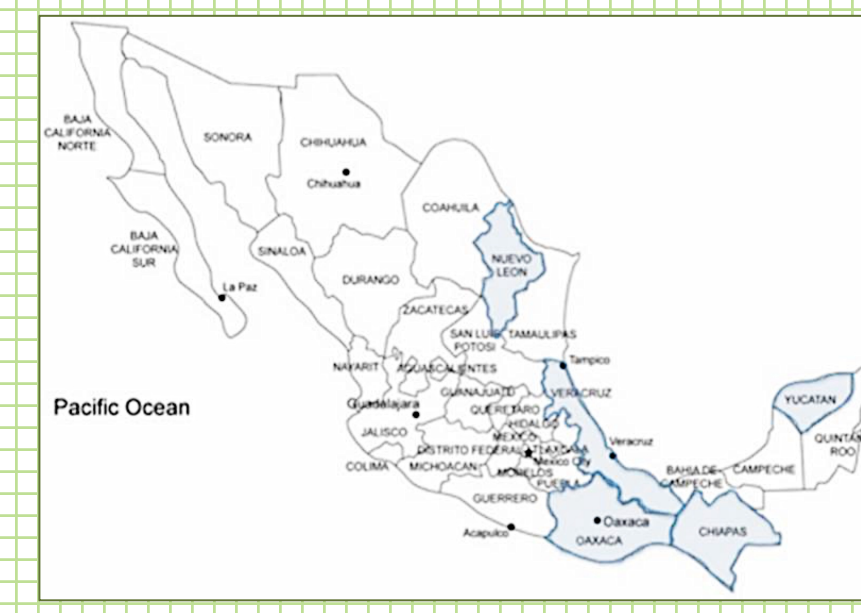 BAJA
CALIFORNIA
NORTE
SONORA
CHIHUAHUA
Chihuahua
COAHUILA
BAJA
CALIFORNIA
SUR
La Paz
SINALOA
DURANGO
NUEVO
LEON
ZACATECAS
SAN LUIS
POTOSI
TAMAULIPAS
Tampico
NAYARIT
AGUASCALIENTES
GUANAJUATO
VERACRUZ
YUCATAN
Pacific Ocean
Guadalajara
QUERETARO
HIDALGO
JALISCO
MEXICO
Veracruz
QUINTAN
ROO
DISTRITO FEDERAL
TLAXCALA
Mexico City
COLIMA
MICHOACAN
MORELOS
PUEBLA
BAHIA DE
CAMPECHE
CAMPECHE
GUERRERO
Acapulco
Oaxaca
OAXACA
CHIAPAS